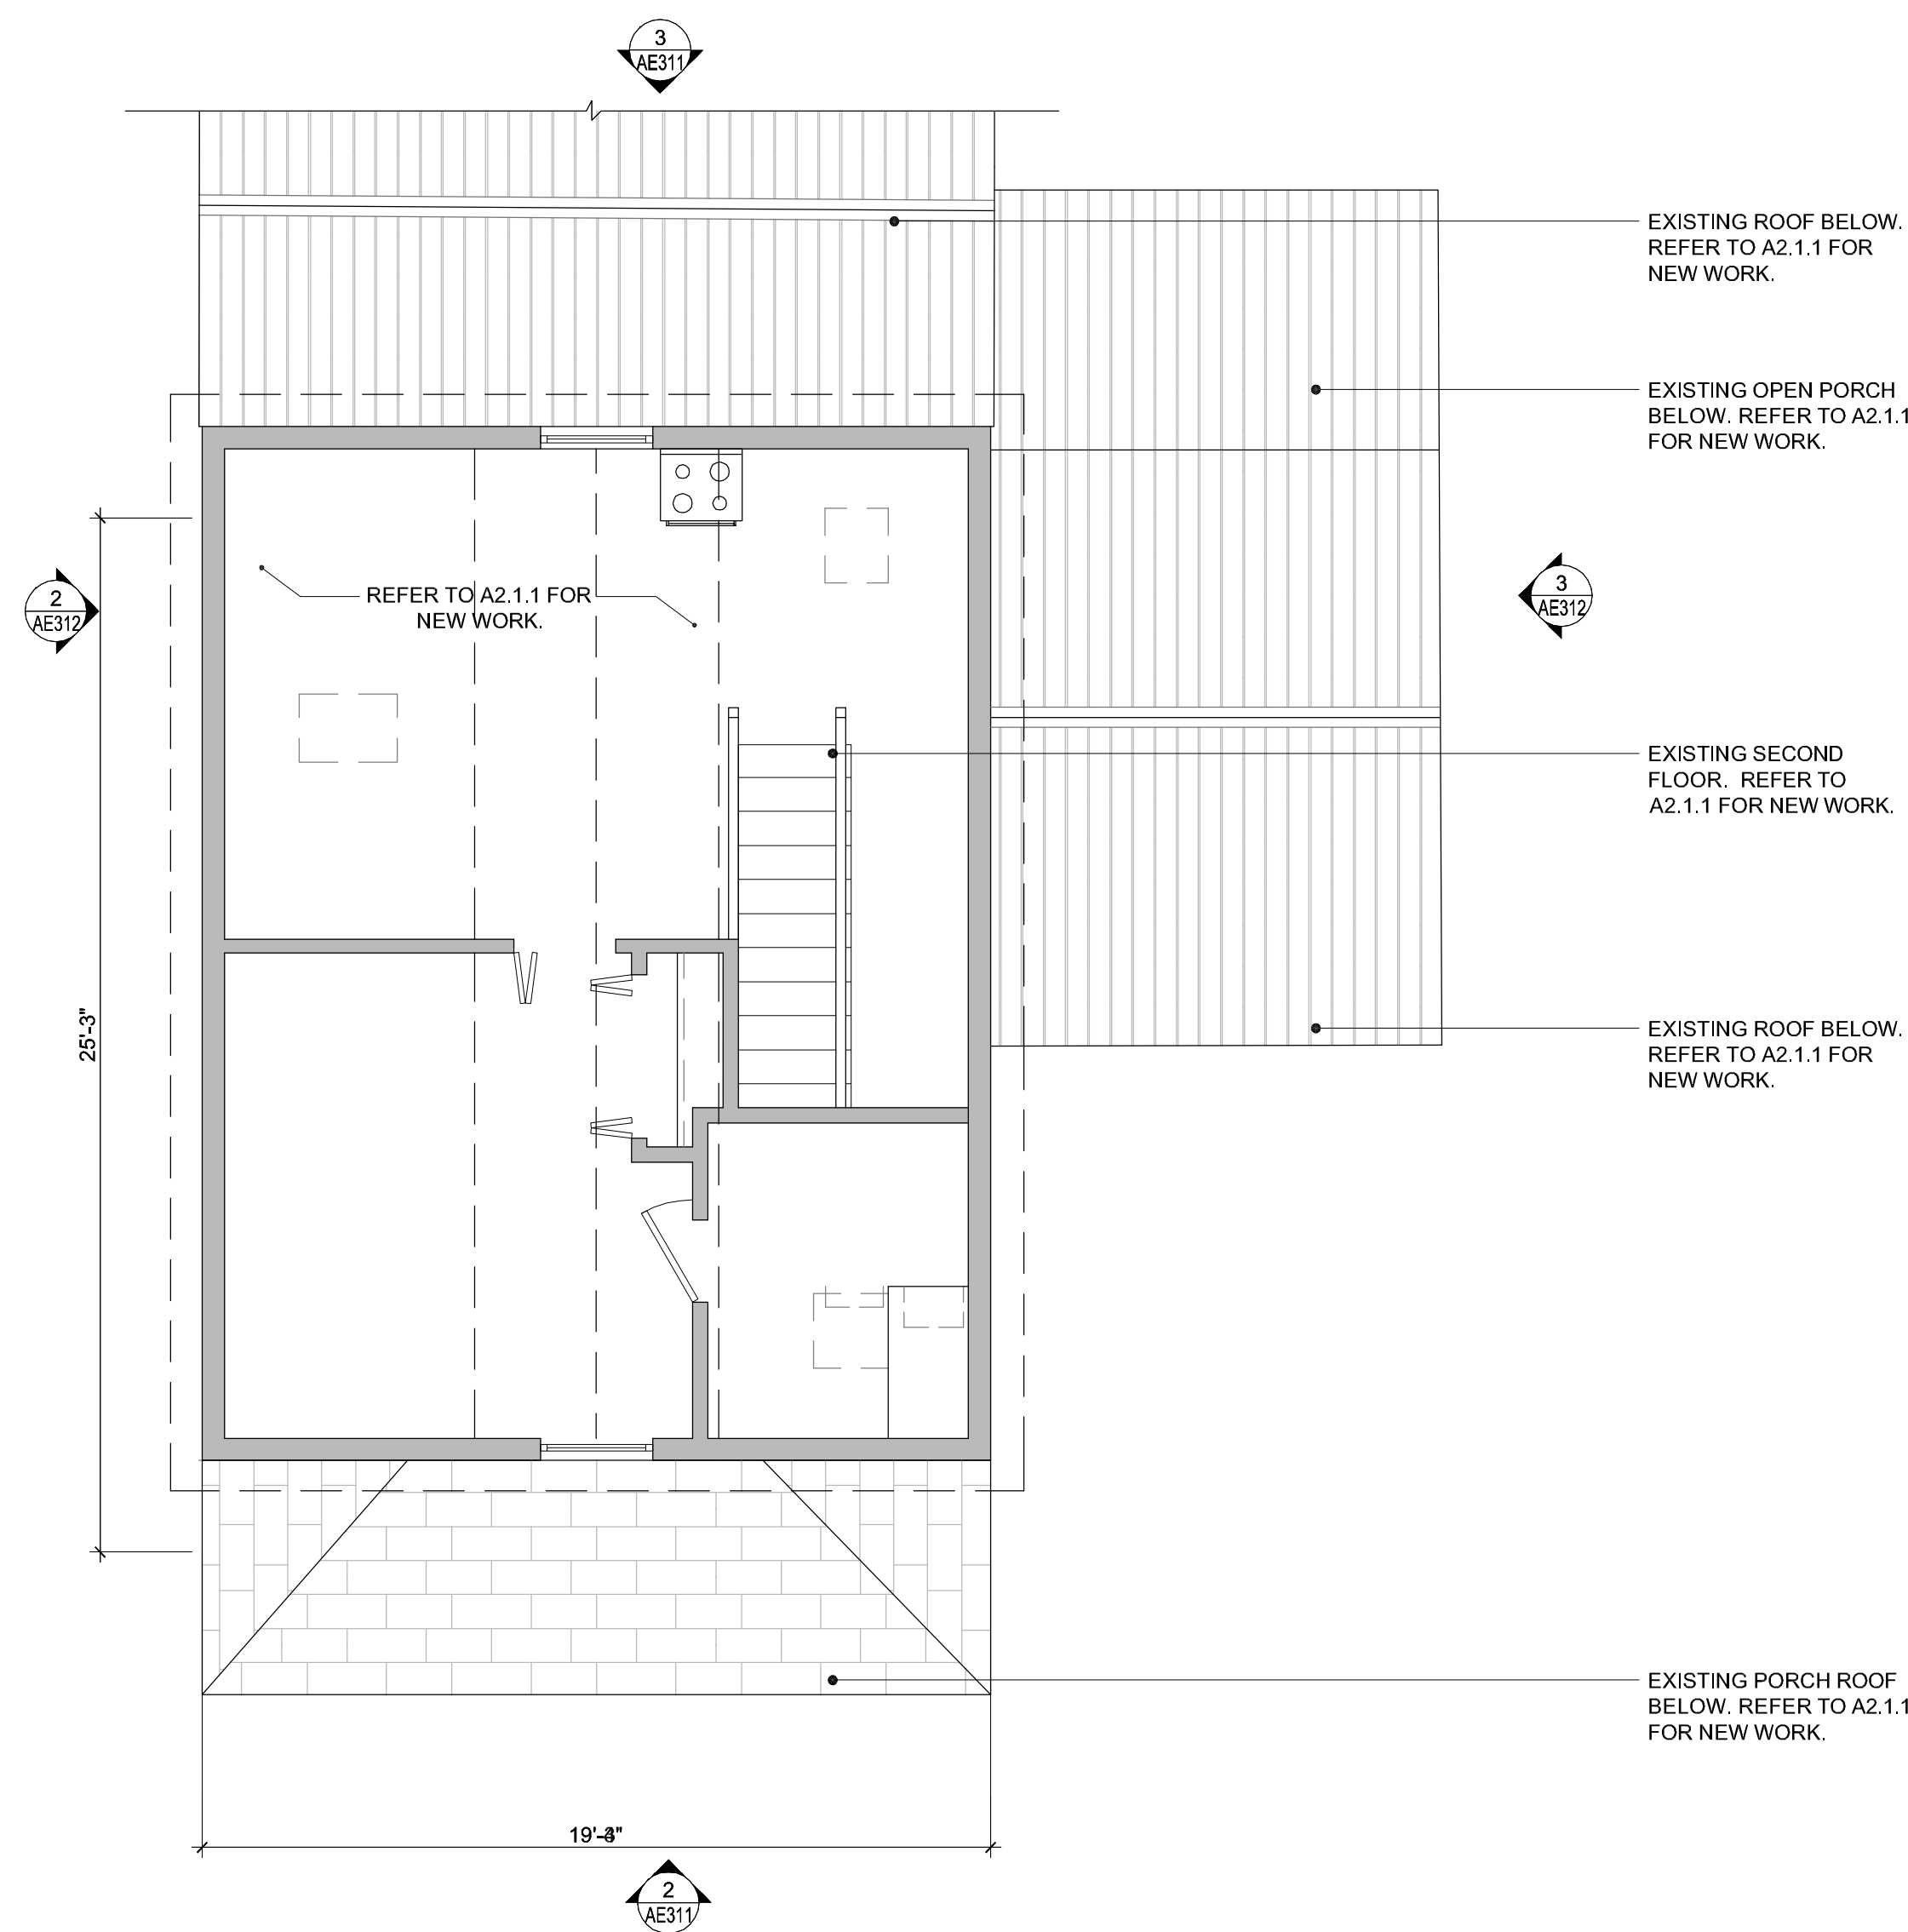 3
AE311
EXISTING ROOF BELOW.
REFER TO A2.1.1 FOR
NEW WORK.
EXISTING OPEN PORCH
BELOW. REFER TO A2.1.1
FOR NEW WORK.
REFER TO A2.1.1 FOR
NEW WORK.
2
AE312
3
AE312
EXISTING SECOND
FLOOR. REFER TO
A2.1.1 FOR NEW WORK.
25'-3"
EXISTING ROOF BELOW.
REFER TO A2.1.1 FOR
NEW WORK.
EXISTING PORCH ROOF
BELOW. REFER TO A2.1.1
FOR NEW WORK.
2
AE311